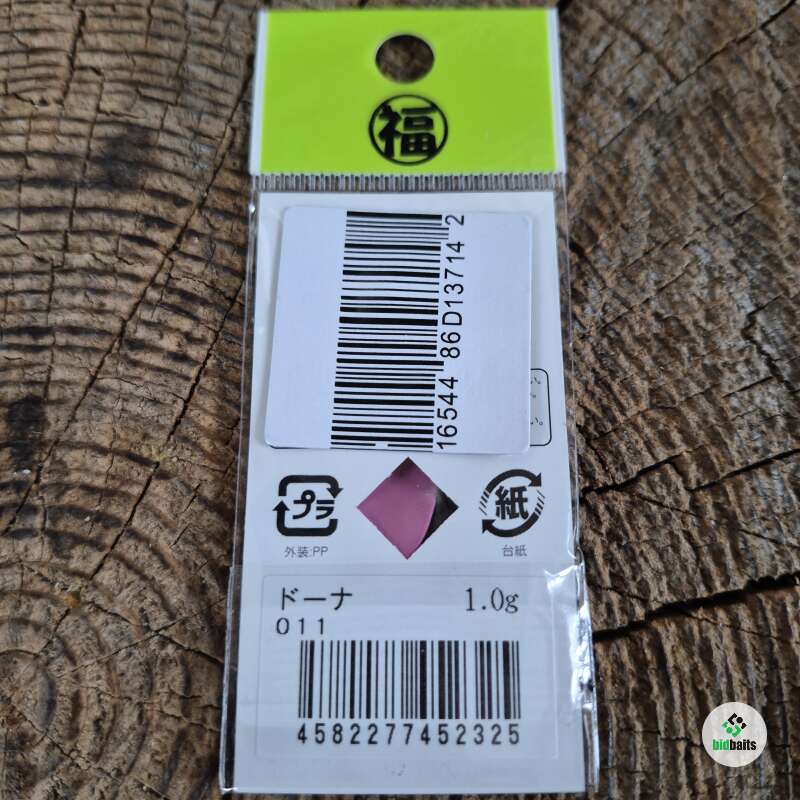 福
16544 86D13714 2
プラ
外装:PP
紙
台紙
ドーナ 1.0g
011
4582277452325
bidbaits